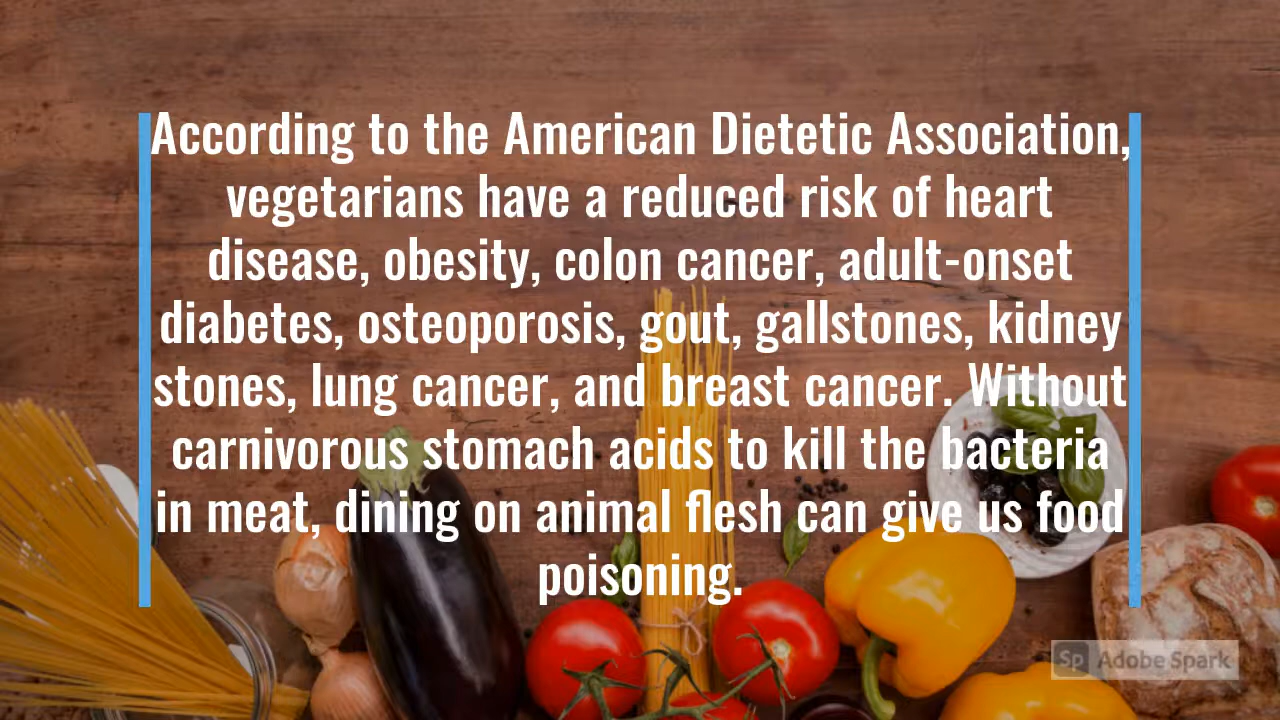 According to the American Dietetic Association,
vegetarians have a reduced risk of heart
disease, obesity, colon cancer, adult-onset
diabetes, osteoporosis, gout, gallstones, kidney
stones, lung cancer, and breast cancer. Without
carnivorous stomach acids to kill the bacteria
in meat, dining on animal flesh can give us food
poisoning.
Sp Adobe Spark